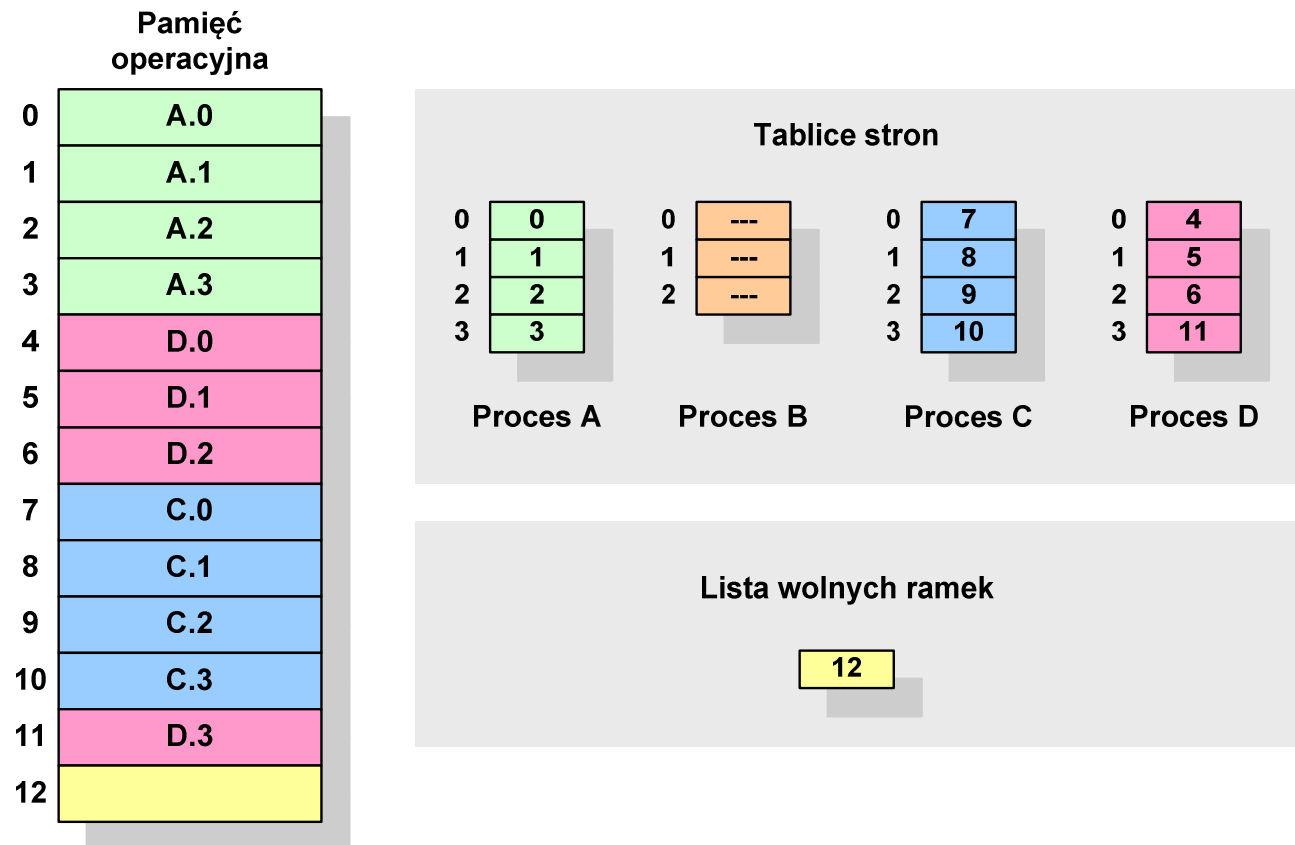 Pamięć
operacyjna
0 A.0
1 A.1
2 A.2
3 A.3
4 D.0
5 D.1
6 D.2
7 C.0
8 C.1
9 C.2
10 C.3
11 D.3
12
Tablice stron
0 0 0 --- 0 7 0 4
1 1 1 --- 1 8 1 5
2 2 2 --- 2 9 2 6
3 3 3 10 3 11
Proces A Proces B Proces C Proces D
Lista wolnych ramek
12